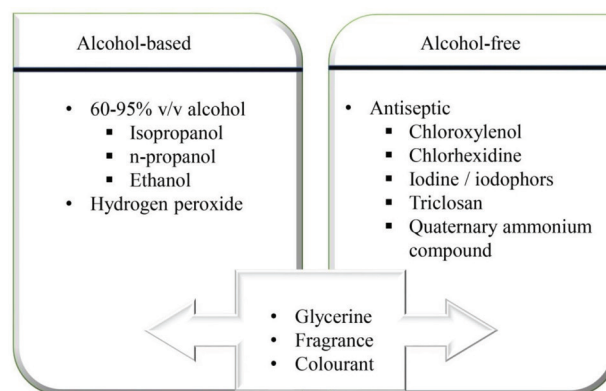 Alcohol-based
• 60-95% v/v alcohol
▪ Isopropanol
▪ n-propanol
▪ Ethanol
• Hydrogen peroxide
Alcohol-free
• Antiseptic
▪ Chloroxylenol
▪ Chlorhexidine
▪ Iodine / iodophors
▪ Triclosan
▪ Quaternary ammonium
compound
• Glycerine
• Fragrance
• Colourant